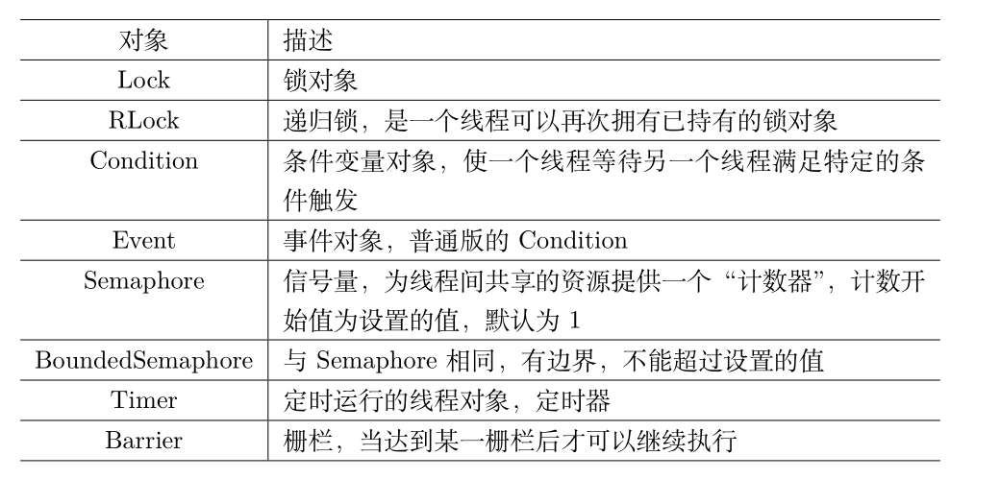 对象 描述
Lock 锁对象
RLock 递归锁，是一个线程可以再次拥有已持有的锁对象
Condition 条件变量对象，使一个线程等待另一个线程满足特定的条
件触发
Event 事件对象，普通版的 Condition
Semaphore 信号量，为线程间共享的资源提供一个“计数器”，计数开
始值为设置的值，默认为 1
BoundedSemaphore 与 Semaphore 相同，有边界，不能超过设置的值
Timer 定时运行的线程对象，定时器
Barrier 栅栏，当达到某一栅栏后才可以继续执行